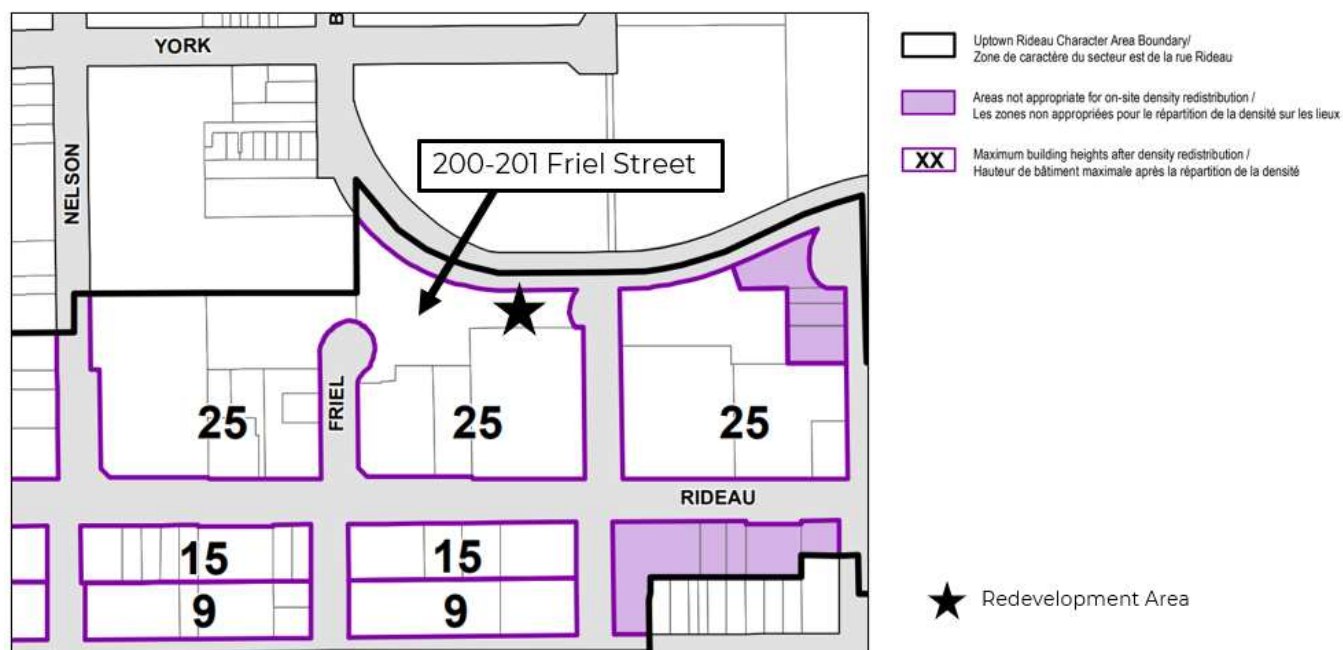 B
YORK
NELSON
200-201 Friel Street
25
FRIEL
25
25
RIDEAU
15
15
9
9
Uptown Rideau Character Area Boundary/
Zone de caractère du secteur est de la rue Rideau
Areas not appropriate for on-site density redistribution /
Les zones non appropriées pour le répartition de la densité sur les lieux
XX
Maximum building heights after density redistribution /
Hauteur de bâtiment maximale après la répartition de la densité
Redevelopment Area